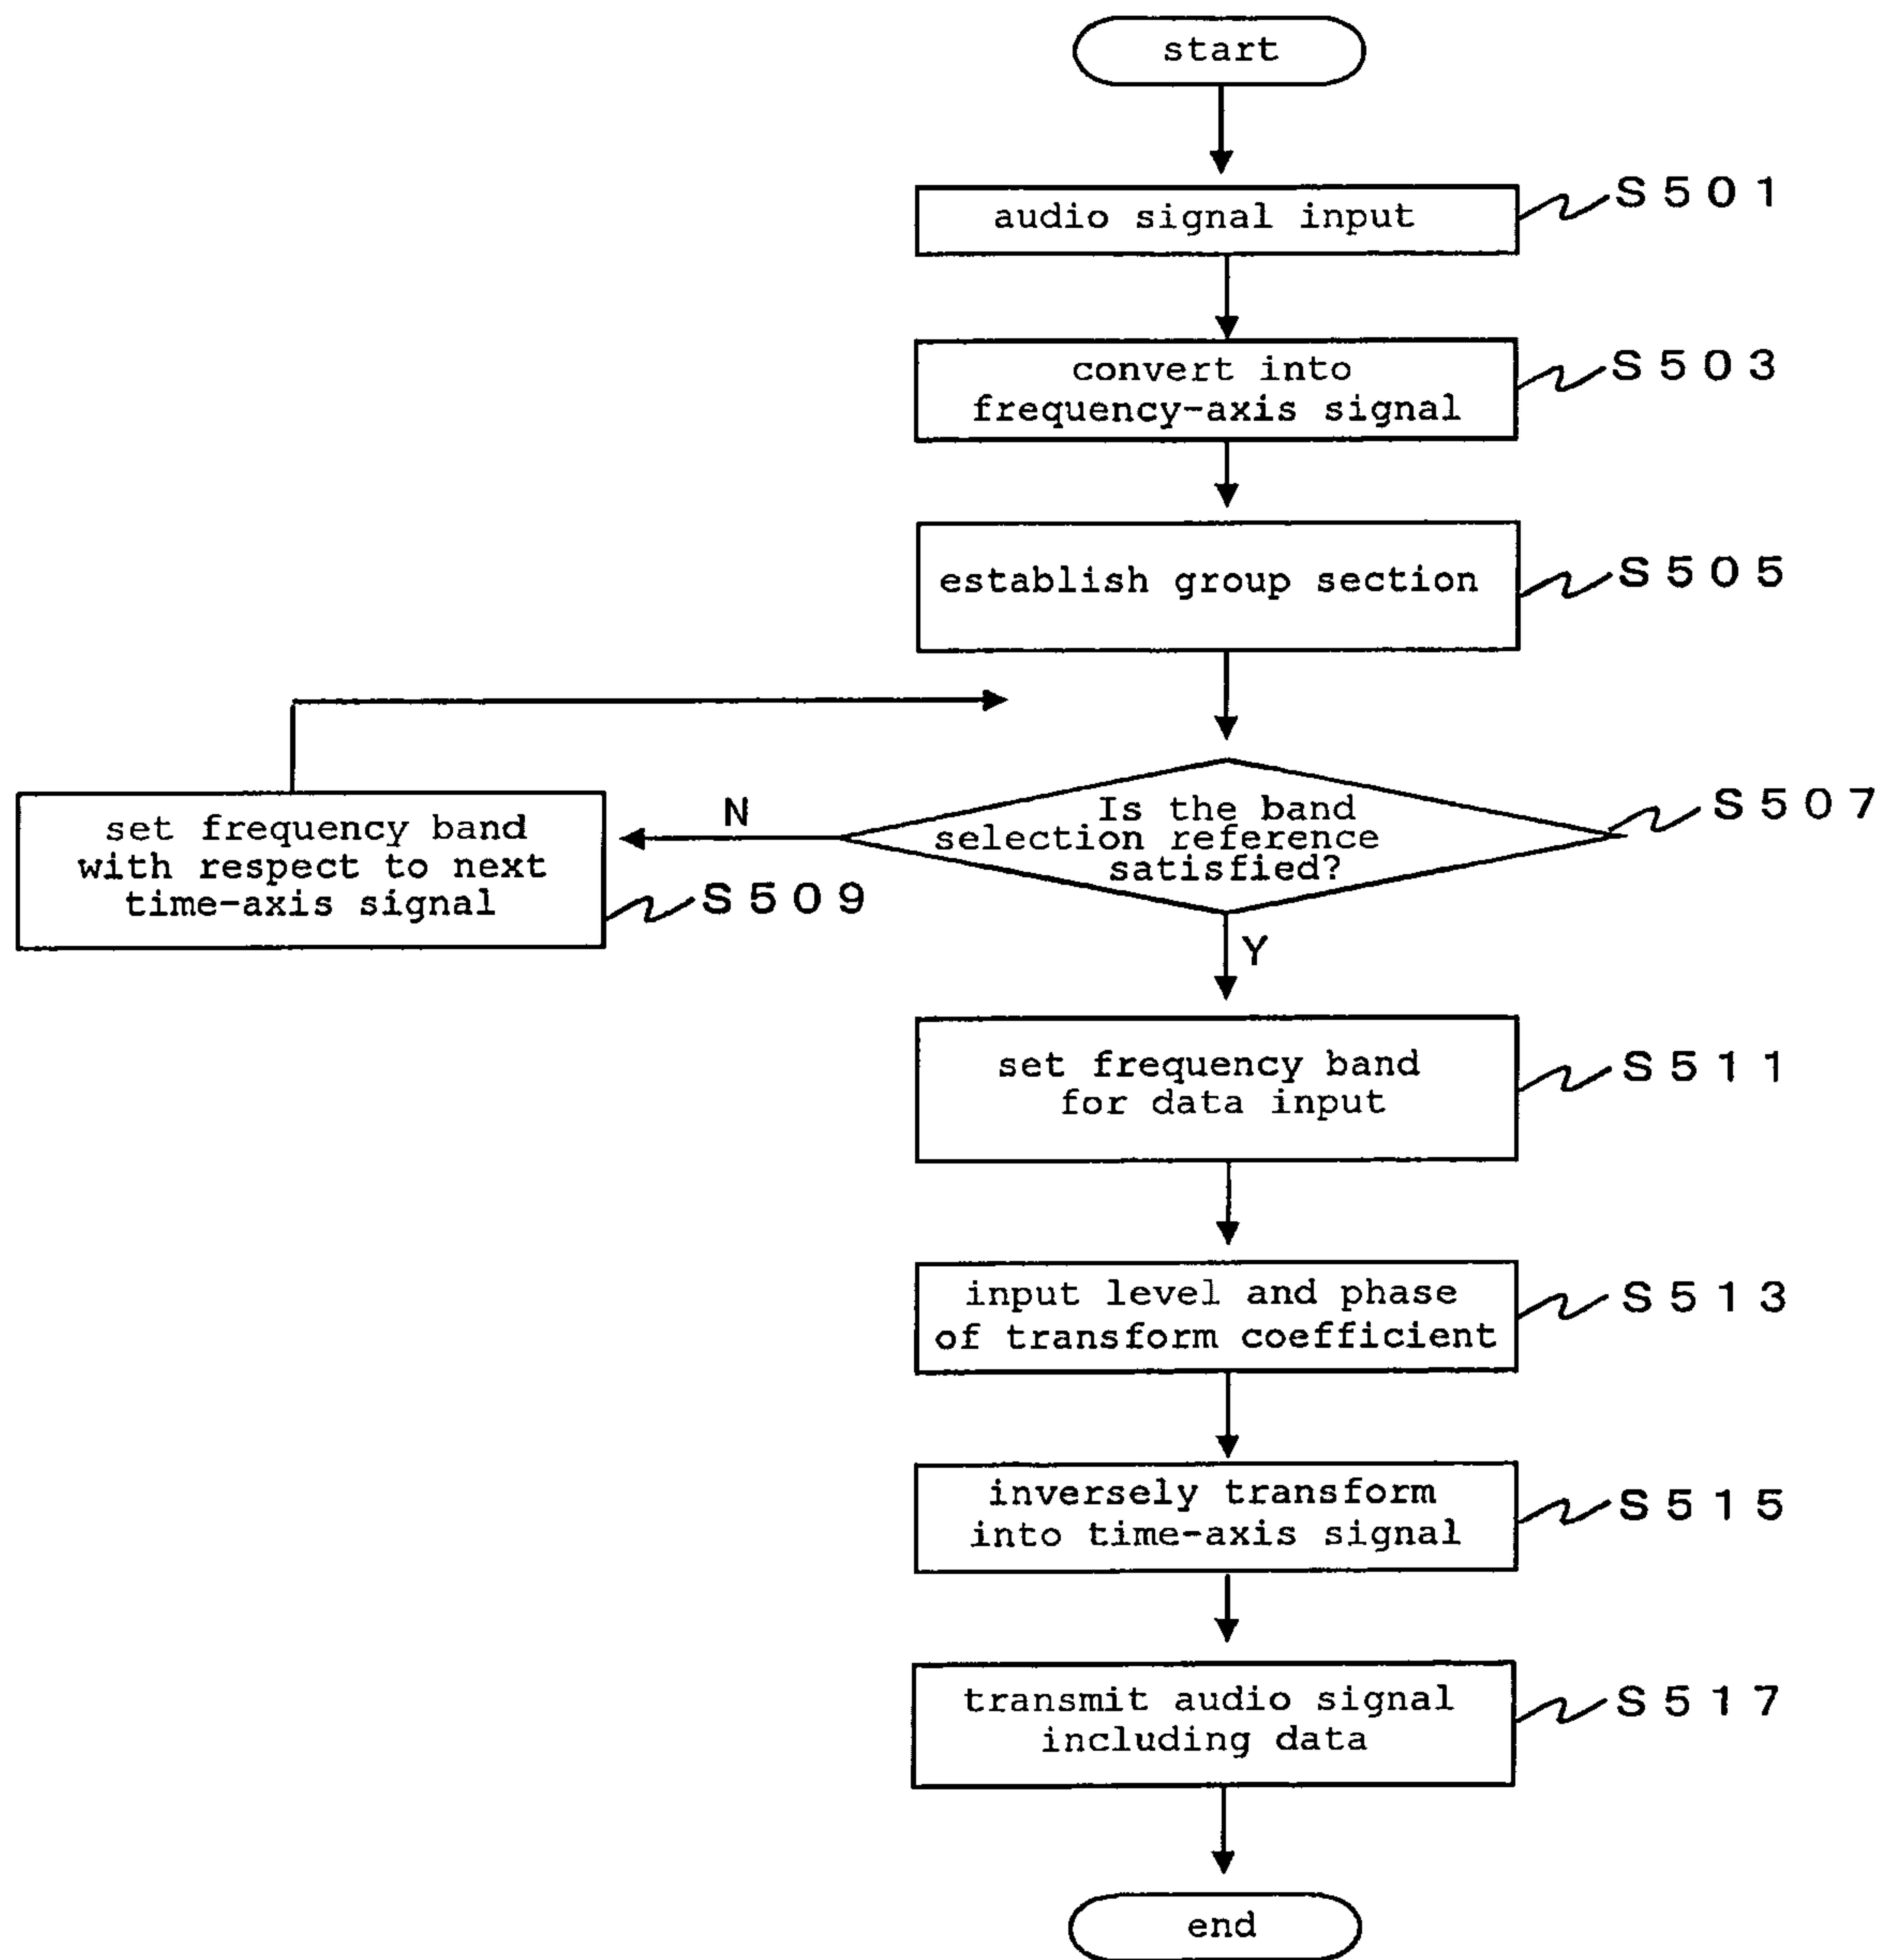 start
audio signal input
S501
convert into
frequency-axis signal
S503
establish group section
S505
Is the band
selection reference
satisfied?
S507
N
set frequency band
with respect to next
time-axis signal
S509
Y
set frequency band
for data input
S511
input level and phase
of transform coefficient
S513
inversely transform
into time-axis signal
S515
transmit audio signal
including data
S517
end